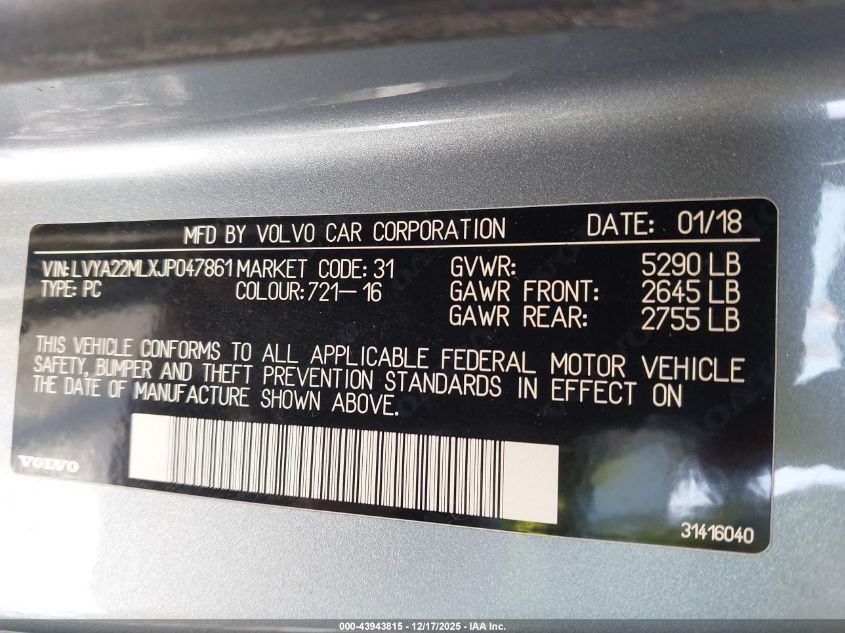 MFD BY VOLVO CAR CORPORATION DATE: 01/18
VIN:LVYA22MLXJP047861 MARKET CODE: 31 GVWR: 5290 LB
TYPE: PC COLOUR:721-16 GAWR FRONT: 2645 LB
GAWR REAR: 2755 LB
THIS VEHICLE CONFORMS TO ALL APPLICABLE FEDERAL MOTOR VEHICLE
SAFETY, BUMPER AND THEFT PREVENTION STANDARDS IN EFFECT ON
THE DATE OF MANUFACTURE SHOWN ABOVE.
VOLVO
31416040
000-43943815 - 12/17/2025 - IAA Inc.